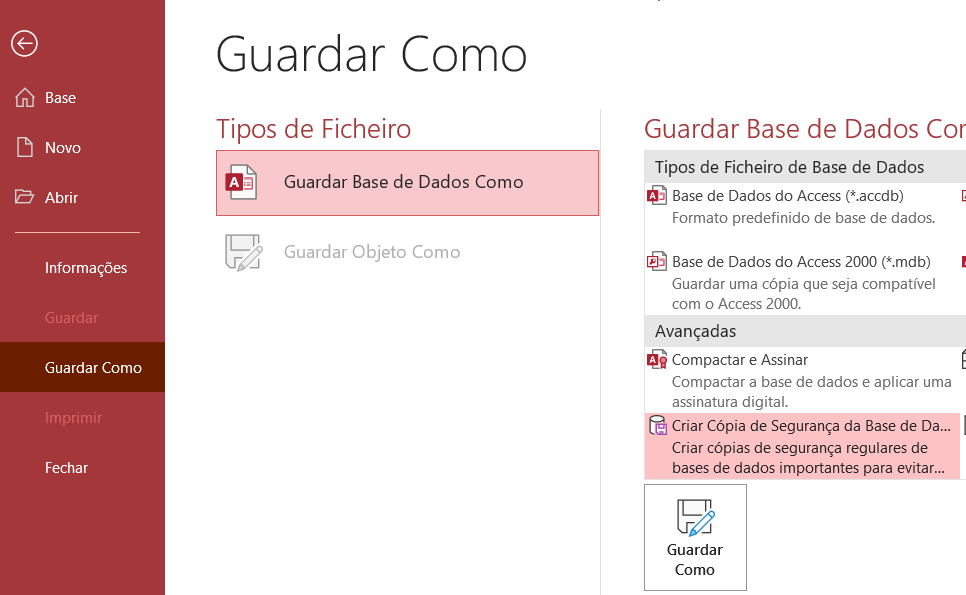 Guardar Como
Base
Novo
Abrir
Informações
Guardar
Guardar Como
Imprimir
Fechar
Tipos de Ficheiro
Guardar Base de Dados Como
Guardar Objeto Como
Guardar Base de Dados Cor
Tipos de Ficheiro de Base de Dados
Base de Dados do Access (*.accdb)
Formato predefinido de base de dados.
Base de Dados do Access 2000 (*.mdb)
Guardar uma cópia que seja compatível
com o Access 2000.
Avançadas
Compactar e Assinar
Compactar a base de dados e aplicar uma
assinatura digital.
Criar Cópia de Segurança da Base de Da...
Criar cópias de segurança regulares de
bases de dados importantes para evitar...
Guardar
Como